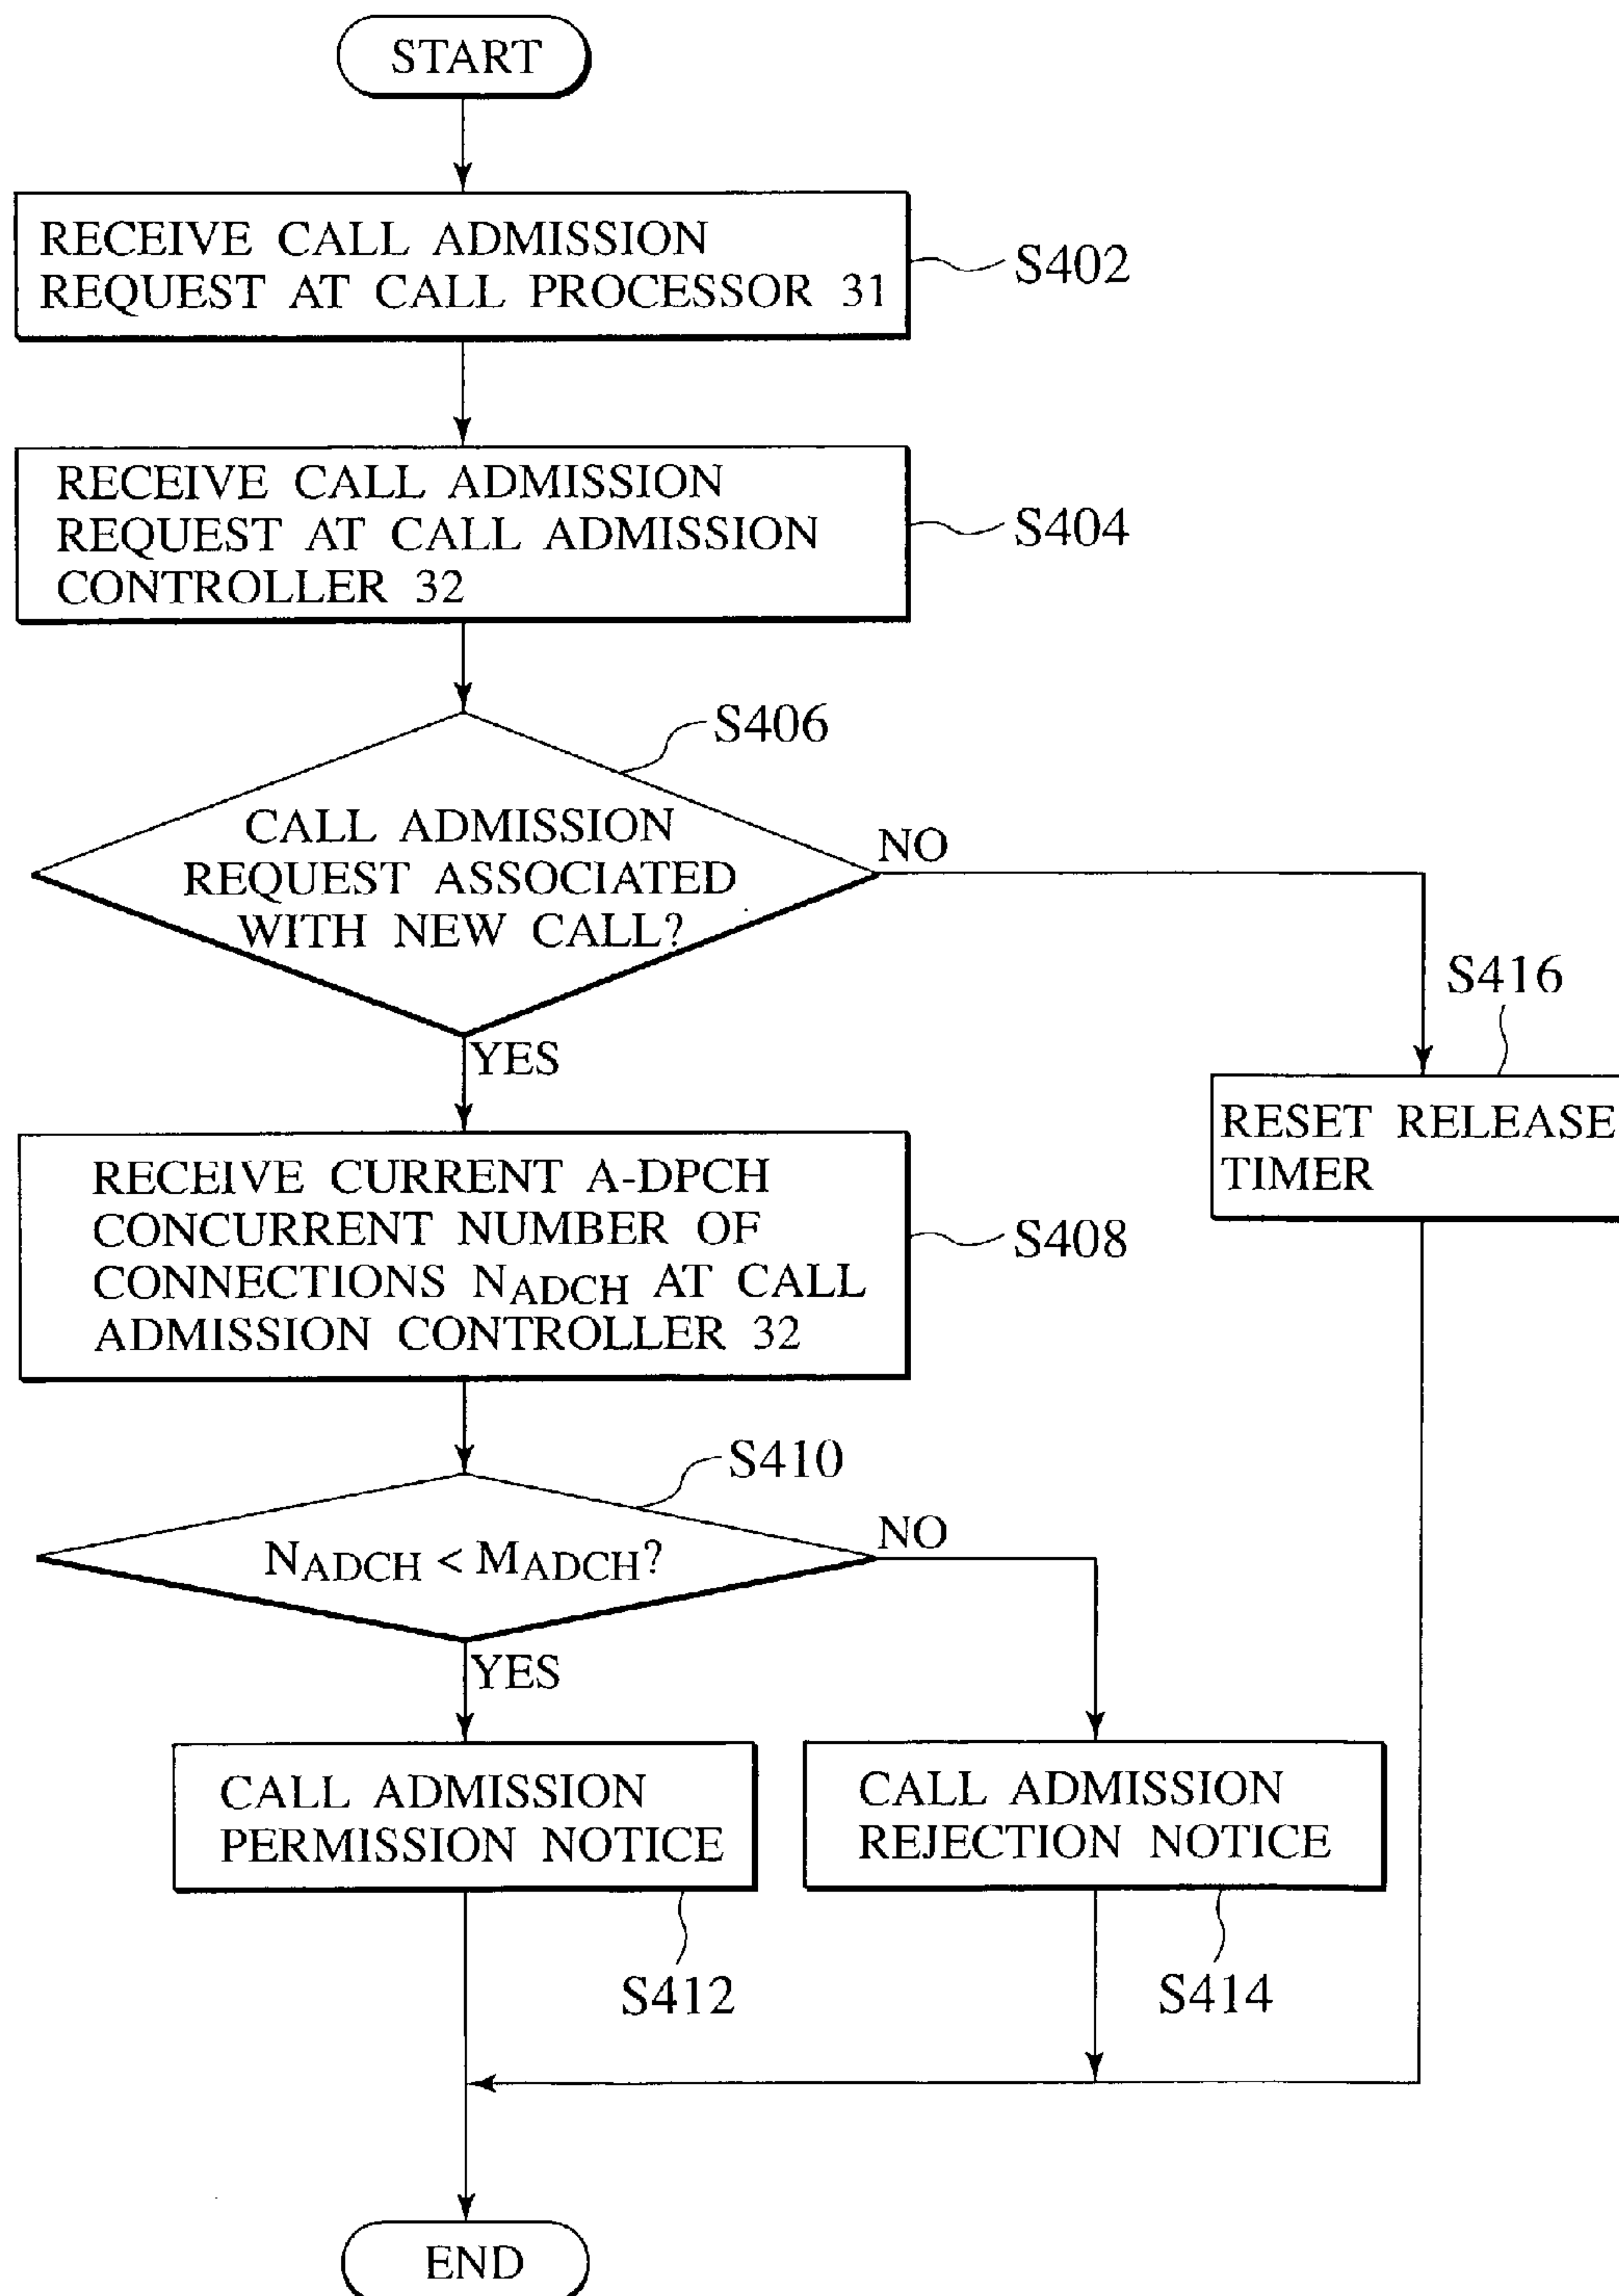 START
RECEIVE CALL ADMISSION
REQUEST AT CALL PROCESSOR 31
S402
RECEIVE CALL ADMISSION
REQUEST AT CALL ADMISSION
CONTROLLER 32
S404
S406
CALL ADMISSION
REQUEST ASSOCIATED
WITH NEW CALL?
NO
YES
S416
RESET RELEASE
TIMER
RECEIVE CURRENT A-DPCH
CONCURRENT NUMBER OF
CONNECTIONS NADCH AT CALL
ADMISSION CONTROLLER 32
S408
S410
NADCH < MADCH?
NO
YES
CALL ADMISSION
PERMISSION NOTICE
CALL ADMISSION
REJECTION NOTICE
S412
S414
END